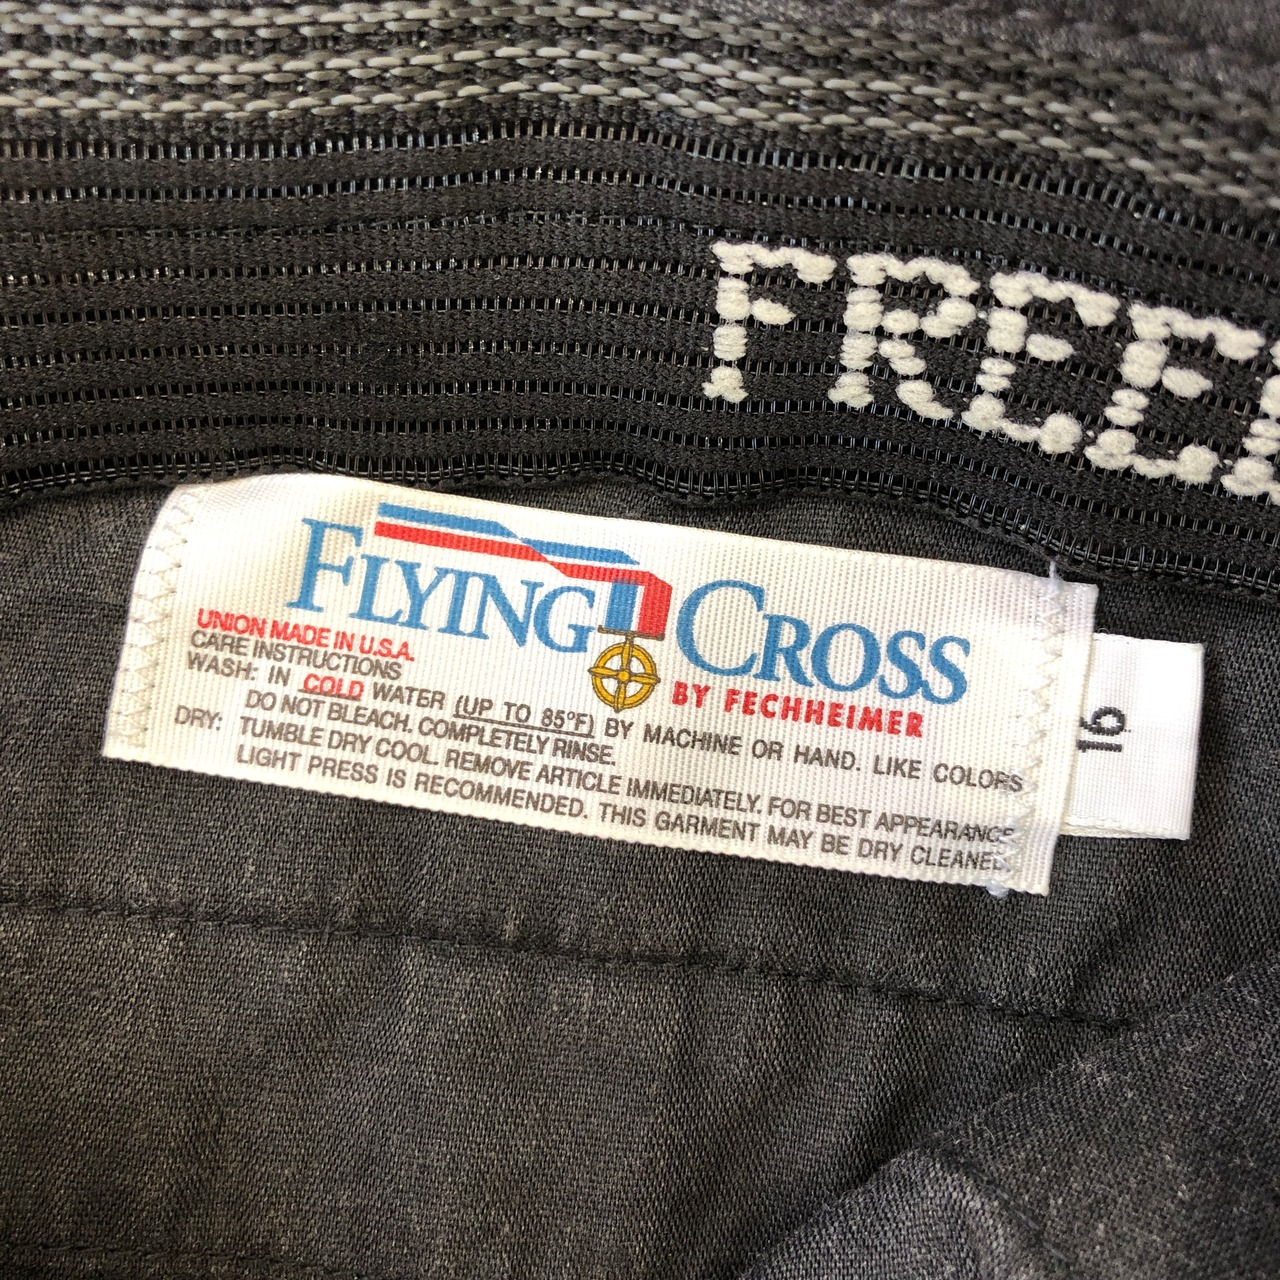 FREE
FLYING CROSS
BY FECHHEIMER
UNION MADE IN U.S.A.
CARE INSTRUCTIONS
WASH: IN COLD WATER (UP TO 85°F) BY MACHINE OR HAND. LIKE COLORS
DO NOT BLEACH. COMPLETELY RINSE.
DRY: TUMBLE DRY COOL. REMOVE ARTICLE IMMEDIATELY. FOR BEST APPEARANCE
LIGHT PRESS IS RECOMMENDED. THIS GARMENT MAY BE DRY CLEANED.
16